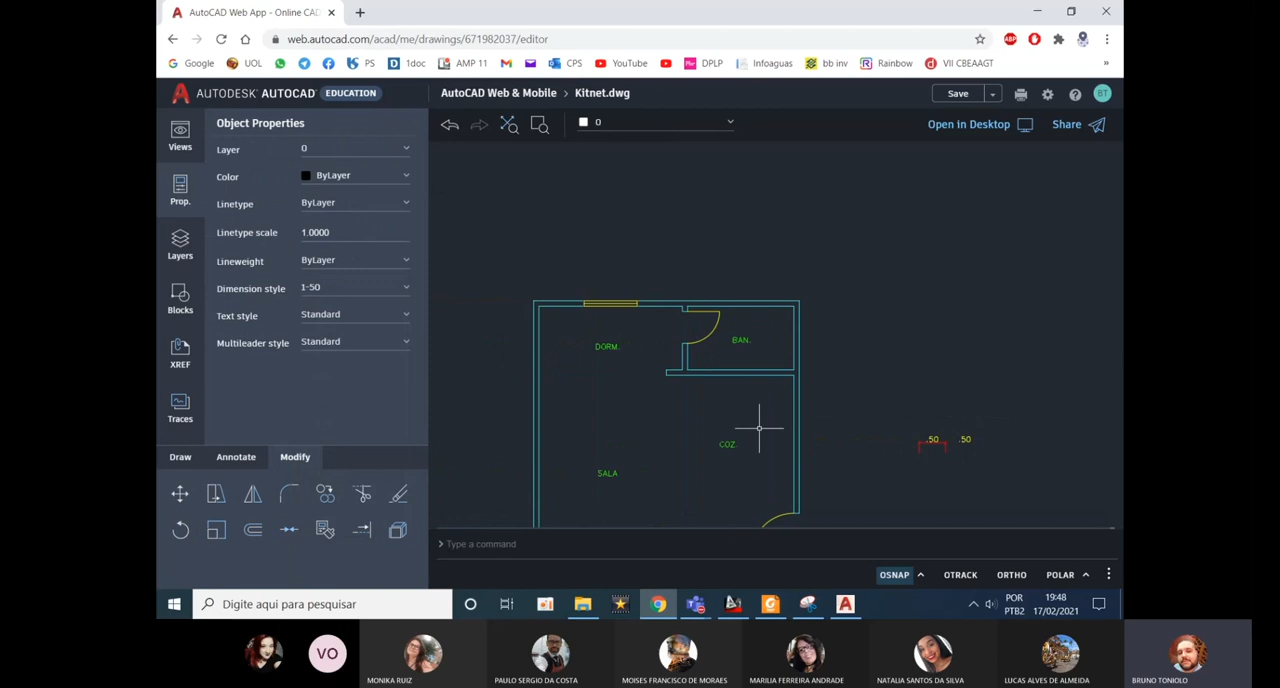 AutoCAD Web App - Online CAD
web.autocad.com/acad/me/drawings/671982037/editor
ABP
Google UOL PS 1doc AMP 11 CPS YouTube DPLP Infoaguas bb inv Rainbow VII CBEAAGT »
AUTODESK® AUTOCAD® EDUCATION
AutoCAD Web & Mobile > Kitnet.dwg
Save
BT
Views
Object Properties
0
Open in Desktop
Share
Layer 0
Color ByLayer
Prop.
Linetype ByLayer
Linetype scale 1.0000
Layers
Lineweight ByLayer
Dimension style 1-50
Blocks
Text style Standard
Multileader style Standard
XREF
Traces
DORM.
BAN.
COZ.
SALA
.50 .50
Draw Annotate Modify
Type a command
OSNAP OTRACK ORTHO POLAR
Digite aqui para pesquisar
POR
PTB2
19:48
17/02/2021
VO
MONIKA RUIZ
PAULO SERGIO DA COSTA
MOISES FRANCISCO DE MORAES
MARILIA FERREIRA ANDRADE
NATALIA SANTOS DA SILVA
LUCAS ALVES DE ALMEIDA
BRUNO TONIOLO